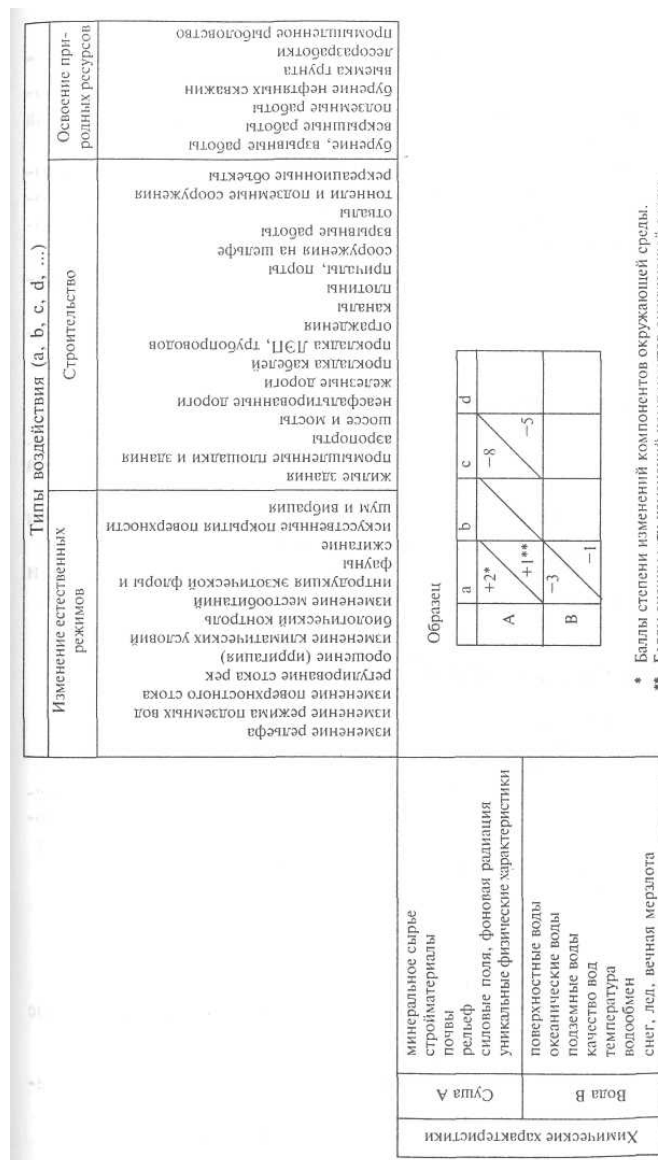 Типы воздействия (a, b, c, d, ...)
Изменение естественных
режимов
Строительство
Освоение при-
родных ресурсов
изменение рельефа
изменение режима подземных вод
изменение поверхностного стока
регулирование стока рек
орошение (ирригация)
изменение климатических условий
биологический контроль
изменение местообитаний
интродукция экзотической флоры и
фауны
сжигание
искусственные покрытия поверхности
шум и вибрация
жилые здания
промышленные площадки и здания
аэропорты
шоссе и мосты
неасфальтированные дороги
железные дороги
прокладка кабелей
прокладка ЛЭП, трубопроводов
ограждения
каналы
плотины
причалы, порты
сооружения на шельфе
взрывные работы
отвалы
тоннели и подземные сооружения
рекреационные объекты
бурение, взрывные работы
вскрышные работы
подземные работы
бурение нефтяных скважин
выемка грунта
лесоразработки
промышленное рыболовство
Химические характеристики
Суша А
минеральное сырье
стройматериалы
почвы
рельеф
силовые поля, фоновая радиация
уникальные физические характеристики
Вода В
поверхностные воды
океанические воды
подземные воды
качество вод
температура
водообмен
снег, лед, вечная мерзлота
Образец
a b c d
A +2* +1** −8 −5
B −3 −1
* Баллы степени изменений компонентов окружающей среды.
**